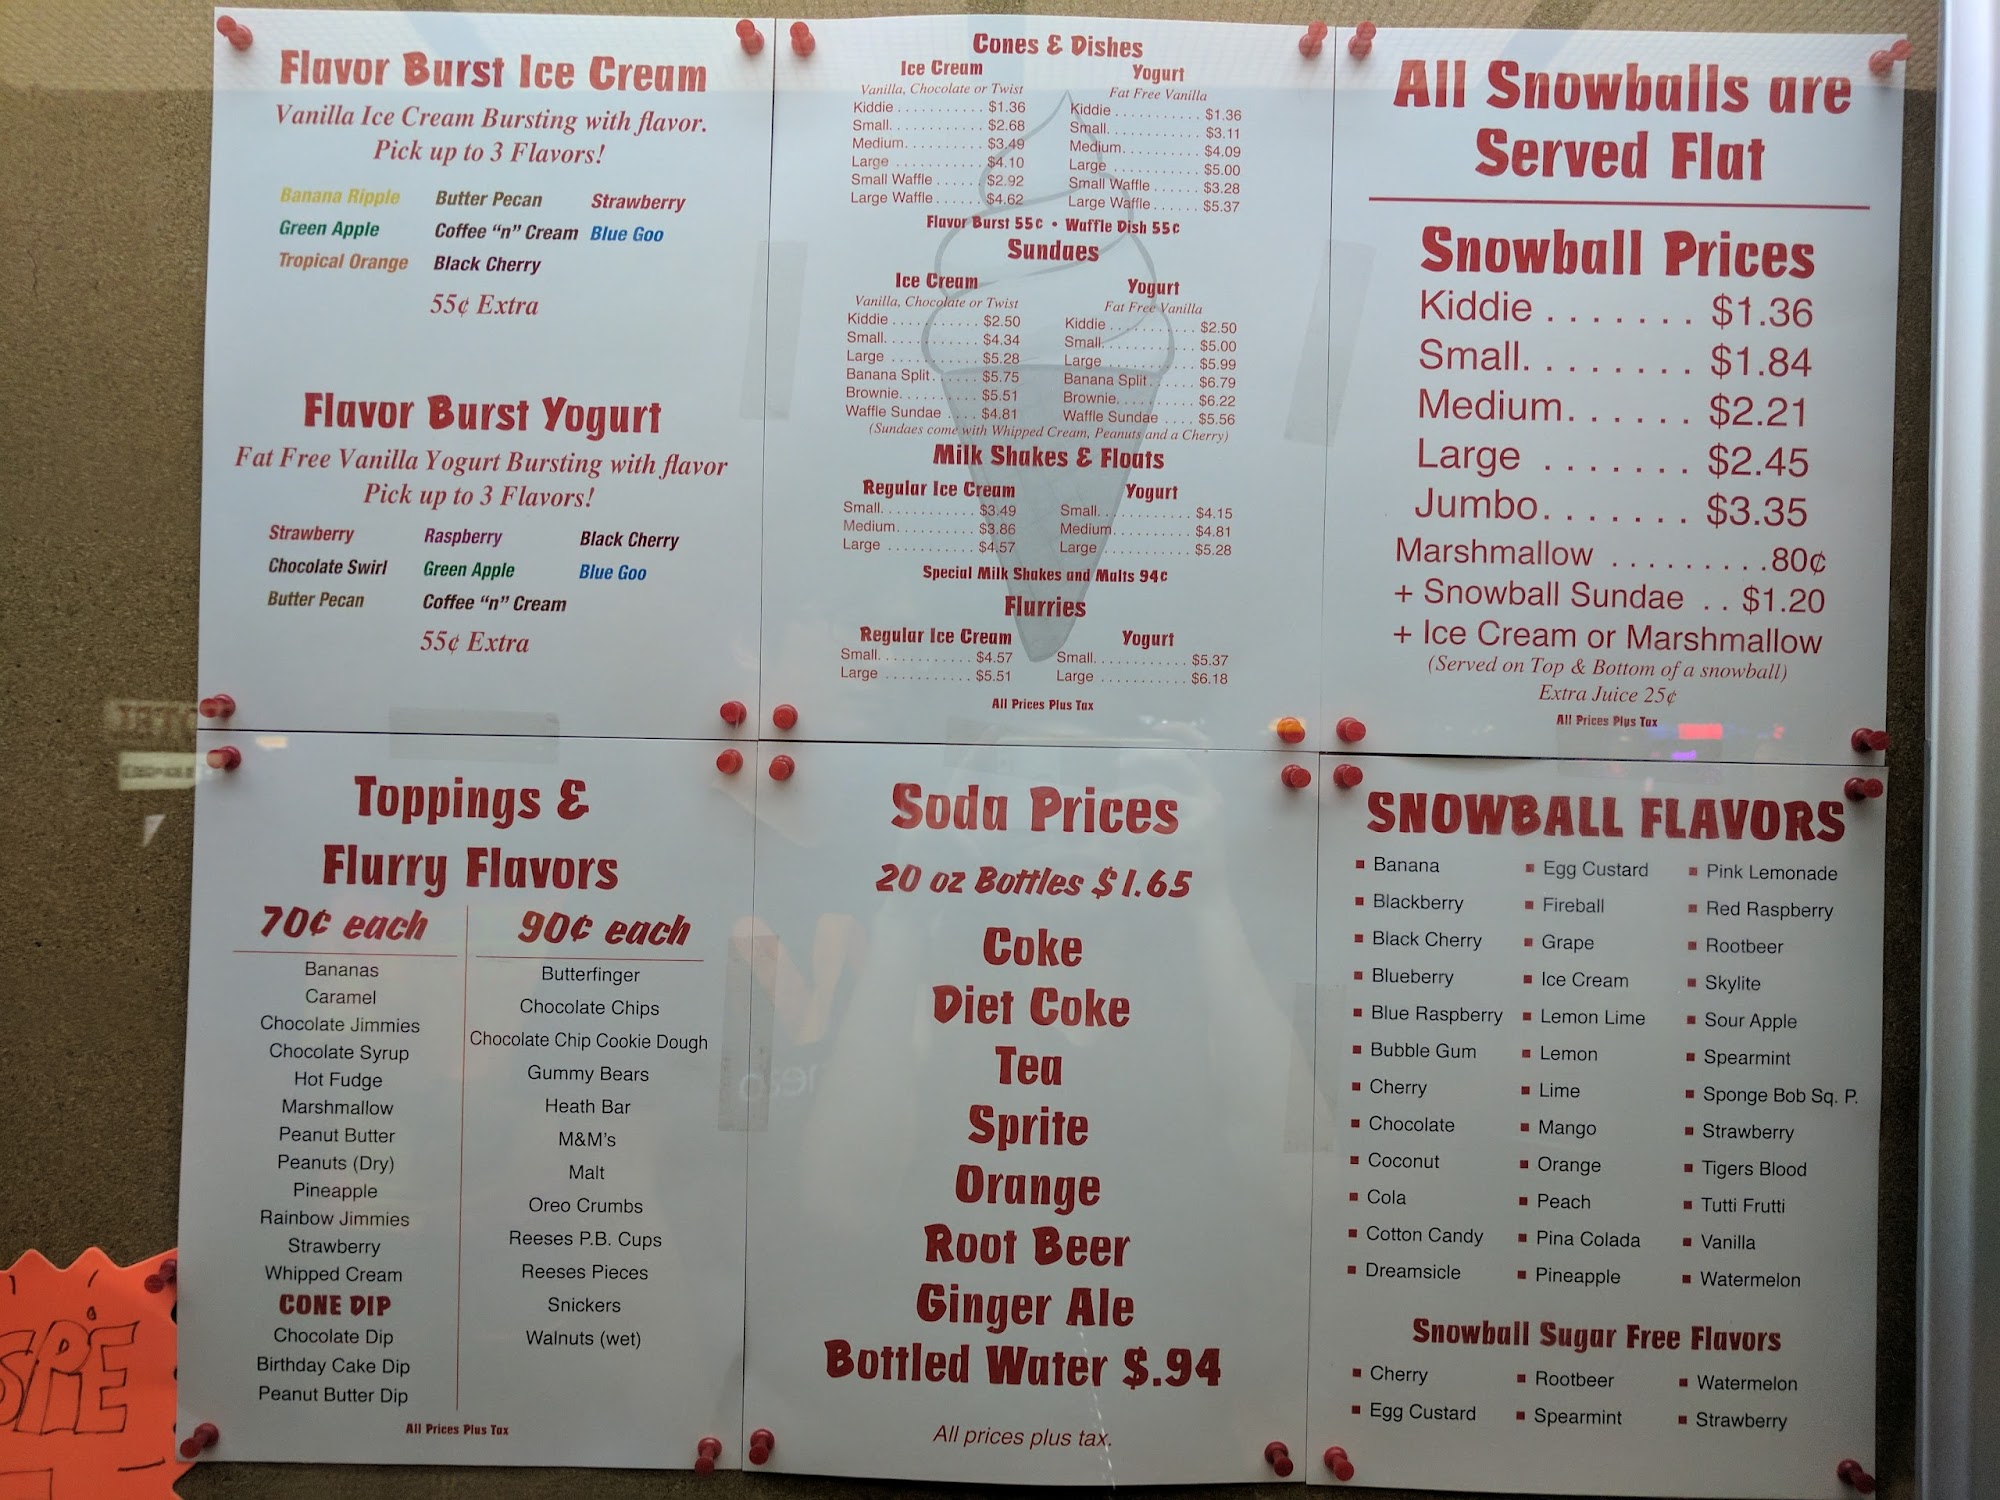 Flavor Burst Ice Cream
Vanilla Ice Cream Bursting with flavor.
Pick up to 3 Flavors!
Banana Ripple Butter Pecan Strawberry
Green Apple Coffee "n" Cream Blue Goo
Tropical Orange Black Cherry
55¢ Extra
Flavor Burst Yogurt
Fat Free Vanilla Yogurt Bursting with flavor
Pick up to 3 Flavors!
Strawberry Raspberry Black Cherry
Chocolate Swirl Green Apple Blue Goo
Butter Pecan Coffee "n" Cream
55¢ Extra
Cones & Dishes
Ice Cream
Vanilla, Chocolate or Twist
Kiddie . . . . . . . . . . . $1.36
Small. . . . . . . . . . . . $2.68
Medium. . . . . . . . . . $3.49
Large . . . . . . . . . . . $4.10
Small Waffle . . . . . . $2.92
Large Waffle. . . . . . . $4.62
Yogurt
Fat Free Vanilla
Kiddie . . . . . . . . . . . $1.36
Small. . . . . . . . . . . . $3.11
Medium. . . . . . . . . . $4.09
Large . . . . . . . . . . . $5.00
Small Waffle . . . . . . $3.28
Large Waffle. . . . . . . $5.37
Flavor Burst 55¢ • Waffle Dish 55¢
Sundaes
Ice Cream
Vanilla, Chocolate or Twist
Kiddie . . . . . . . . . . . $2.50
Small. . . . . . . . . . . . $4.34
Large . . . . . . . . . . . $5.28
Banana Split. . . . . . . $5.75
Brownie. . . . . . . . . . $5.51
Waffle Sundae . . . . $4.81
Yogurt
Fat Free Vanilla
Kiddie . . . . . . . . . . . $2.50
Small. . . . . . . . . . . . $5.00
Large . . . . . . . . . . . $5.99
Banana Split. . . . . . . $6.79
Brownie. . . . . . . . . . $6.22
Waffle Sundae . . . . $5.56
(Sundaes come with Whipped Cream, Peanuts and a Cherry)
Milk Shakes & Floats
Regular Ice Cream
Small. . . . . . . . . . . . $3.49
Medium. . . . . . . . . . $3.86
Large . . . . . . . . . . . $4.57
Yogurt
Small. . . . . . . . . . . . $4.15
Medium. . . . . . . . . . $4.81
Large . . . . . . . . . . . $5.28
Special Milk Shakes and Malts 94¢
Flurries
Regular Ice Cream
Small. . . . . . . . . . . . $4.57
Large . . . . . . . . . . . $5.51
Yogurt
Small. . . . . . . . . . . . $5.37
Large . . . . . . . . . . . $6.18
All Prices Plus Tax
All Snowballs are
Served Flat
Snowball Prices
Kiddie . . . . . . . $1.36
Small. . . . . . . . $1.84
Medium. . . . . . $2.21
Large . . . . . . . $2.45
Jumbo. . . . . . . $3.35
Marshmallow . . . . . . . . .80¢
+ Snowball Sundae . . $1.20
+ Ice Cream or Marshmallow
(Served on Top & Bottom of a snowball)
Extra Juice 25¢
All Prices Plus Tax
Toppings &
Flurry Flavors
70¢ each
Bananas
Caramel
Chocolate Jimmies
Chocolate Syrup
Hot Fudge
Marshmallow
Peanut Butter
Peanuts (Dry)
Pineapple
Rainbow Jimmies
Strawberry
Whipped Cream
CONE DIP
Chocolate Dip
Birthday Cake Dip
Peanut Butter Dip
90¢ each
Butterfinger
Chocolate Chips
Chocolate Chip Cookie Dough
Gummy Bears
Heath Bar
M&M's
Malt
Oreo Crumbs
Reeses P.B. Cups
Reeses Pieces
Snickers
Walnuts (wet)
All Prices Plus Tax
Soda Prices
20 oz Bottles $1.65
Coke
Diet Coke
Tea
Sprite
Orange
Root Beer
Ginger Ale
Bottled Water $.94
All prices plus tax.
SNOWBALL FLAVORS
Banana
Blackberry
Black Cherry
Blueberry
Blue Raspberry
Bubble Gum
Cherry
Chocolate
Coconut
Cola
Cotton Candy
Dreamsicle
Egg Custard
Fireball
Grape
Ice Cream
Lemon Lime
Lemon
Lime
Mango
Orange
Peach
Pina Colada
Pineapple
Pink Lemonade
Red Raspberry
Rootbeer
Skylite
Sour Apple
Spearmint
Sponge Bob Sq. P.
Strawberry
Tigers Blood
Tutti Frutti
Vanilla
Watermelon
Snowball Sugar Free Flavors
Cherry Rootbeer Watermelon
Egg Custard Spearmint Strawberry